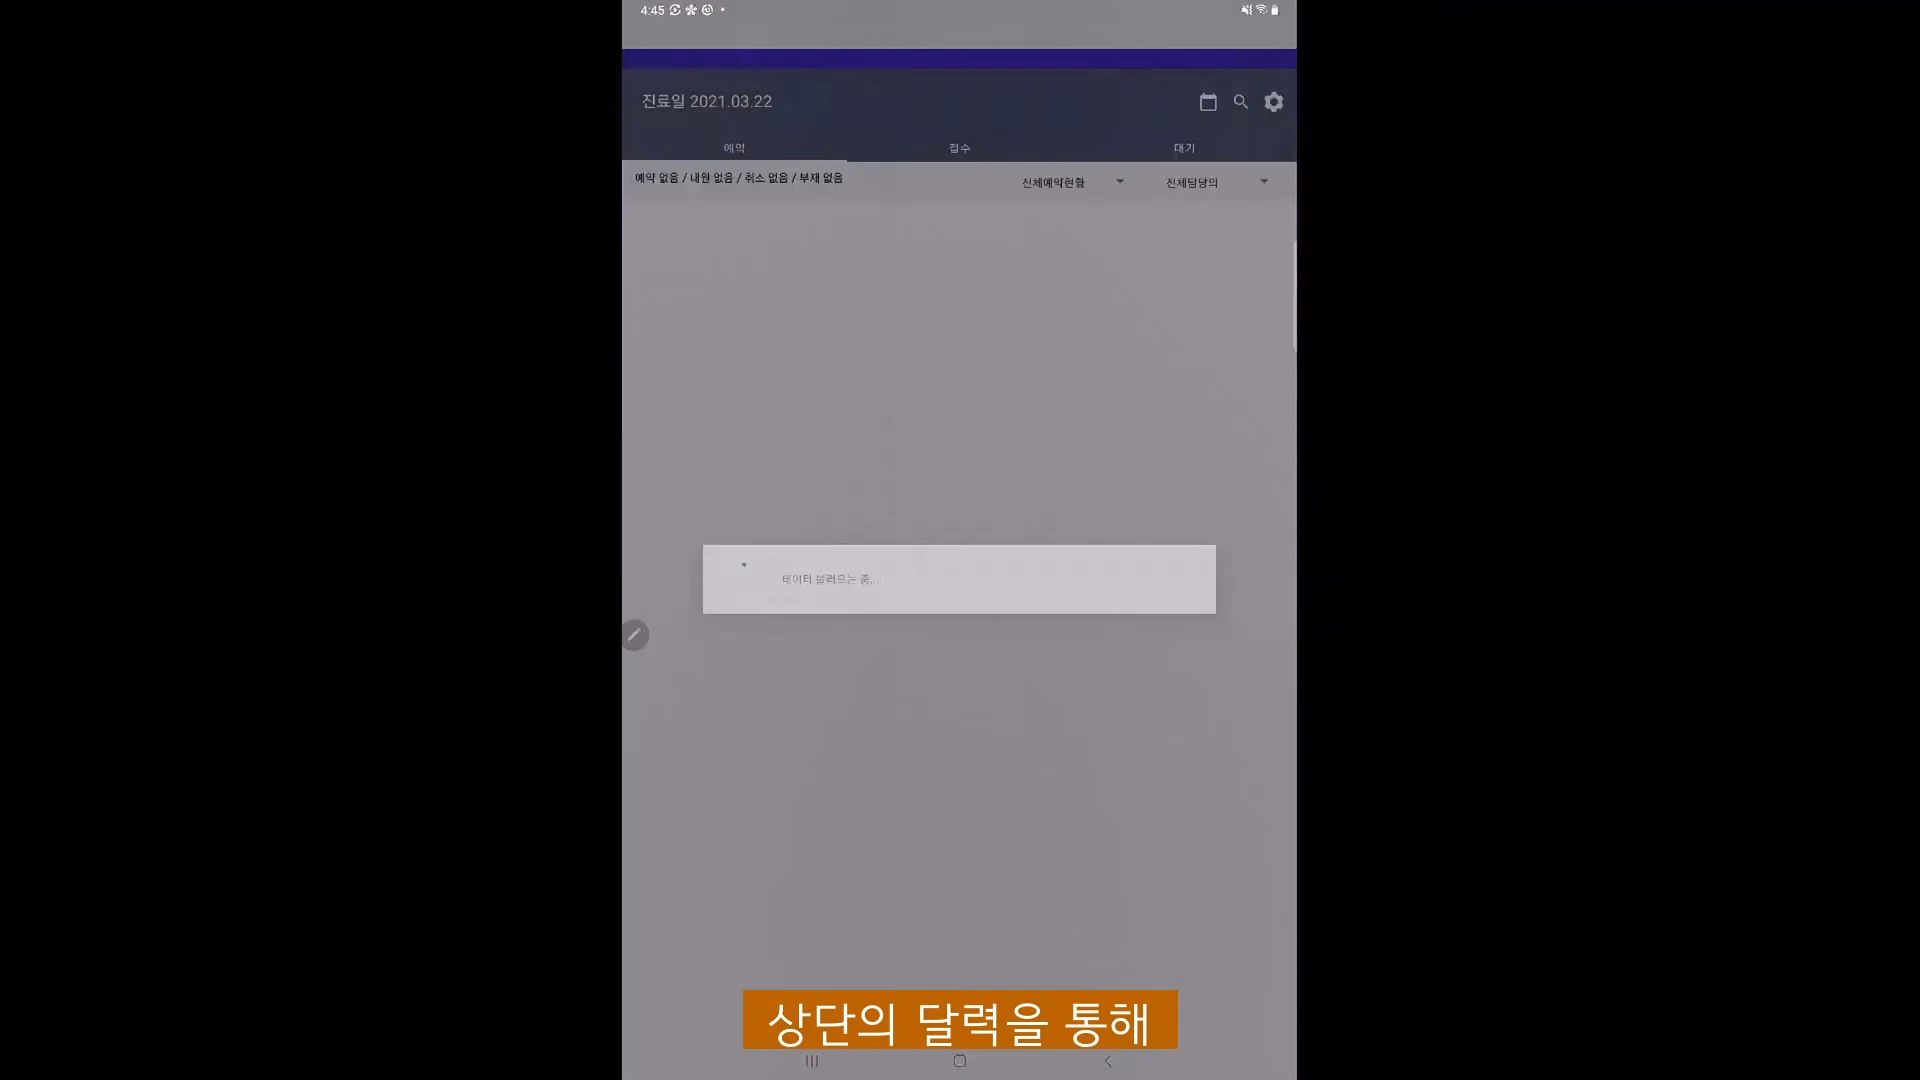 4:45
진료일 2021.03.22
예약 접수 대기
예약 없음 / 내원 없음 / 취소 없음 / 부재 없음 전체예약현황 전체담당의
데이터 불러오는 중...
상단의 달력을 통해